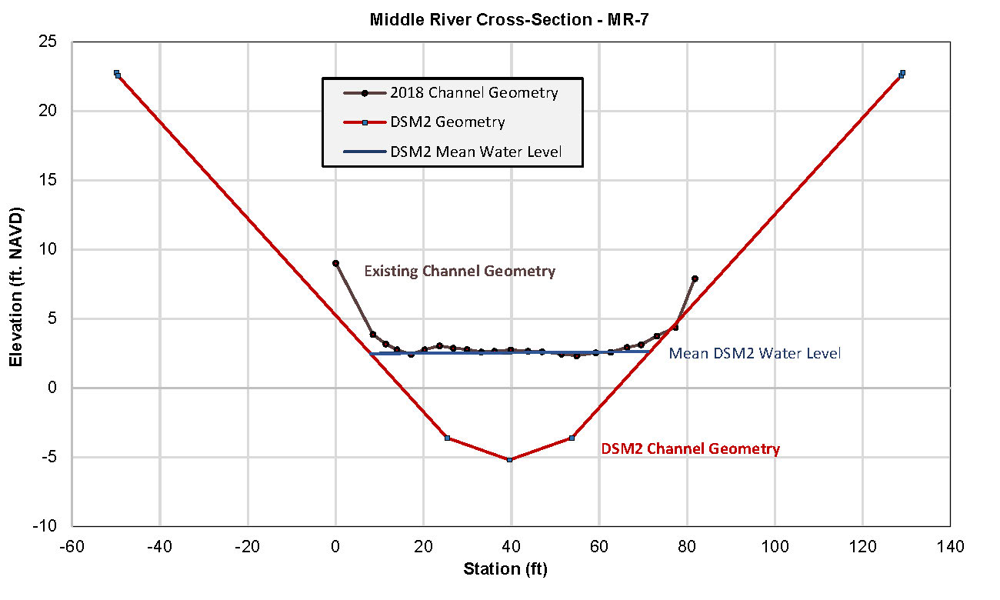 Middle River Cross-Section - MR-7
25
20
15
10
5
0
-5
-10
Elevation (ft. NAVD)
2018 Channel Geometry
DSM2 Geometry
DSM2 Mean Water Level
Existing Channel Geometry
Mean DSM2 Water Level
DSM2 Channel Geometry
-60 -40 -20 0 20 40 60 80 100 120 140
Station (ft)